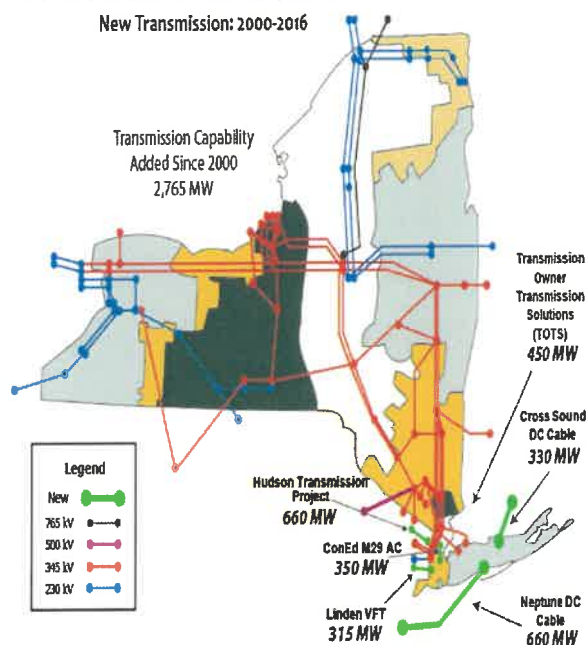 New Transmission: 2000-2016
Transmission Capability
Added Since 2000
2,765 MW
Transmission
Owner
Transmission
Solutions
(TOTS)
450 MW
Cross Sound
DC Cable
330 MW
Hudson Transmission
Project
660 MW
ConEd M29 AC
350 MW
Linden VFT
315 MW
Neptune DC
Cable
660 MW
Legend
New
765 kV
500 kV
345 kV
230 kV